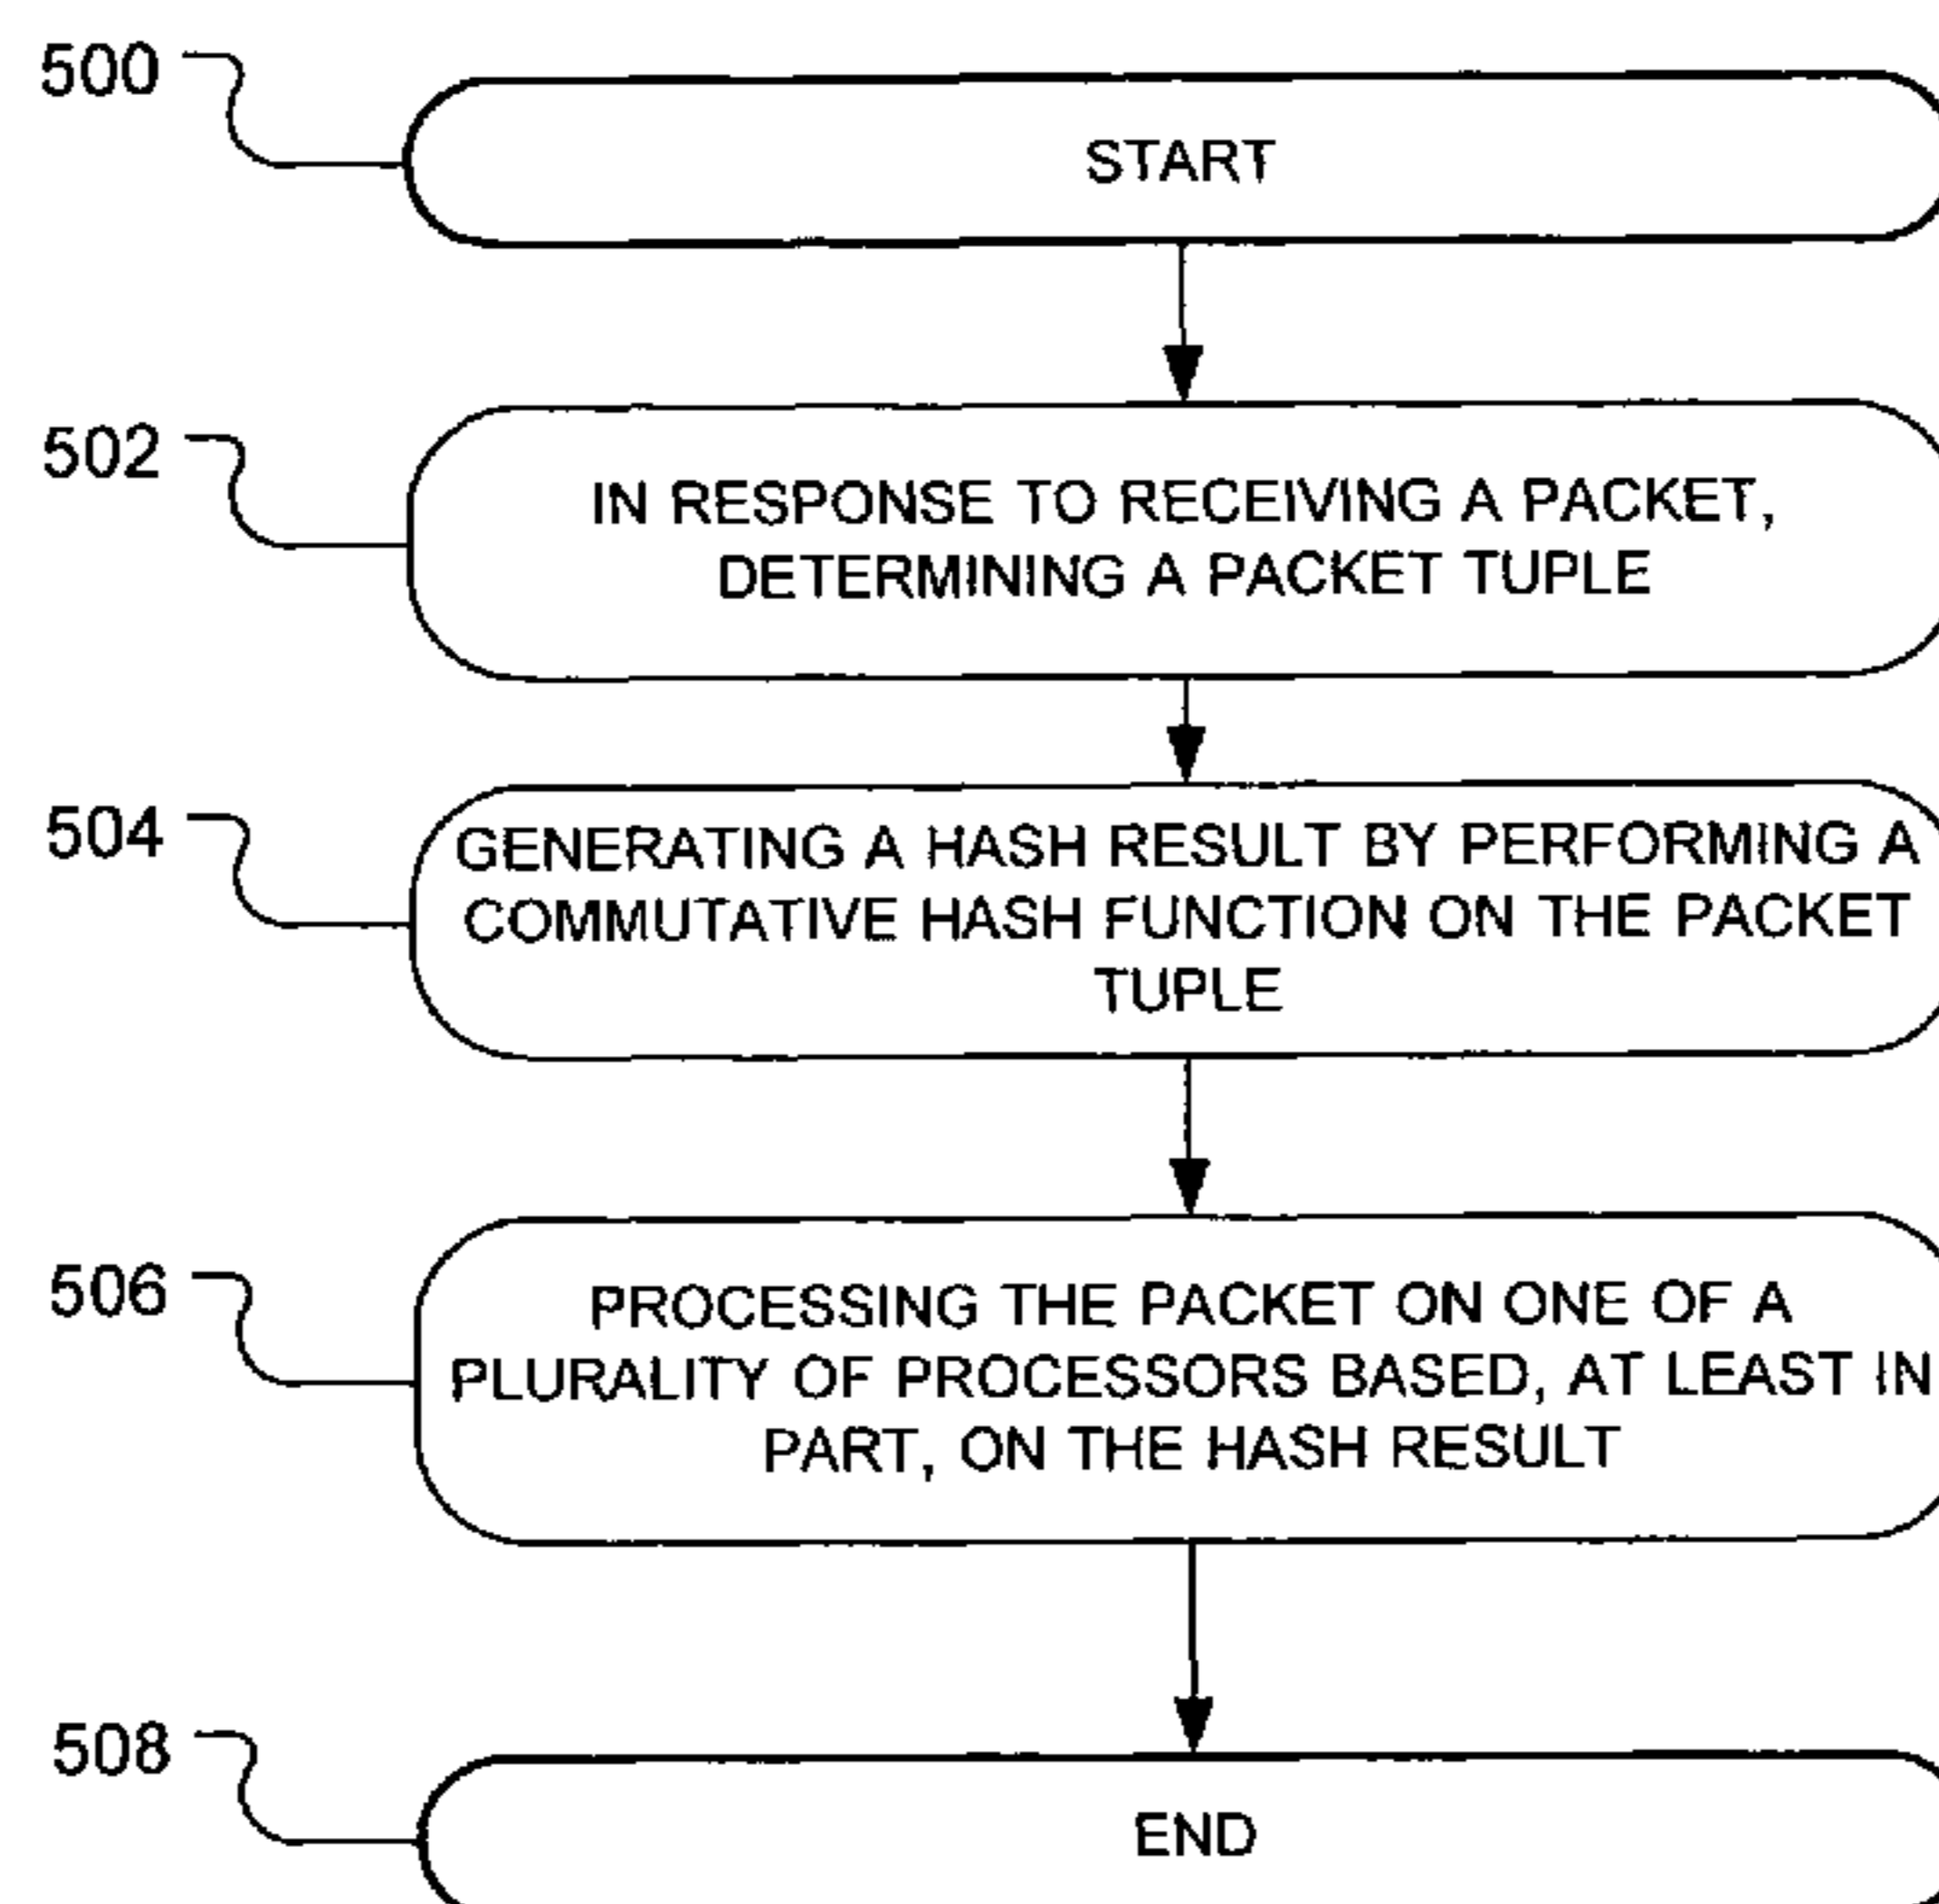 500
START
502
IN RESPONSE TO RECEIVING A PACKET,
DETERMINING A PACKET TUPLE
504
GENERATING A HASH RESULT BY PERFORMING A
COMMUTATIVE HASH FUNCTION ON THE PACKET
TUPLE
506
PROCESSING THE PACKET ON ONE OF A
PLURALITY OF PROCESSORS BASED, AT LEAST IN
PART, ON THE HASH RESULT
508
END